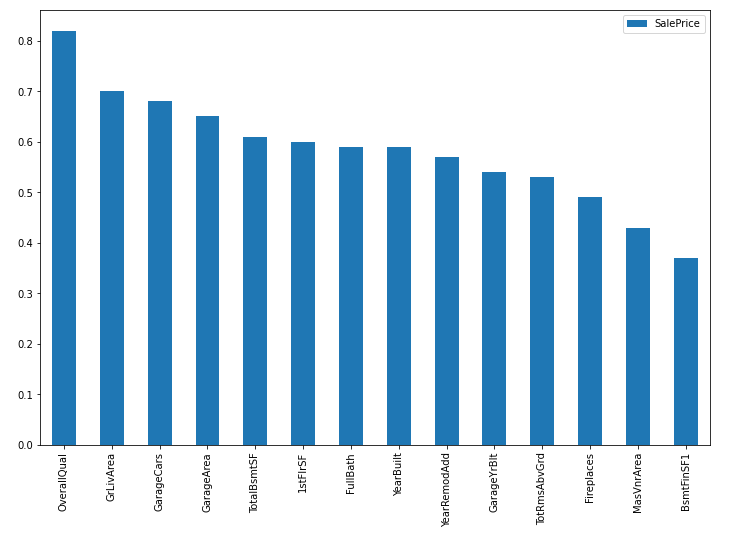 SalePrice
0.8
0.7
0.6
0.5
0.4
0.3
0.2
0.1
0.0
OverallQual
GrLivArea
GarageCars
GarageArea
TotalBsmtSF
1stFlrSF
FullBath
YearBuilt
YearRemodAdd
GarageYrBlt
TotRmsAbvGrd
Fireplaces
MasVnrArea
BsmtFinSF1